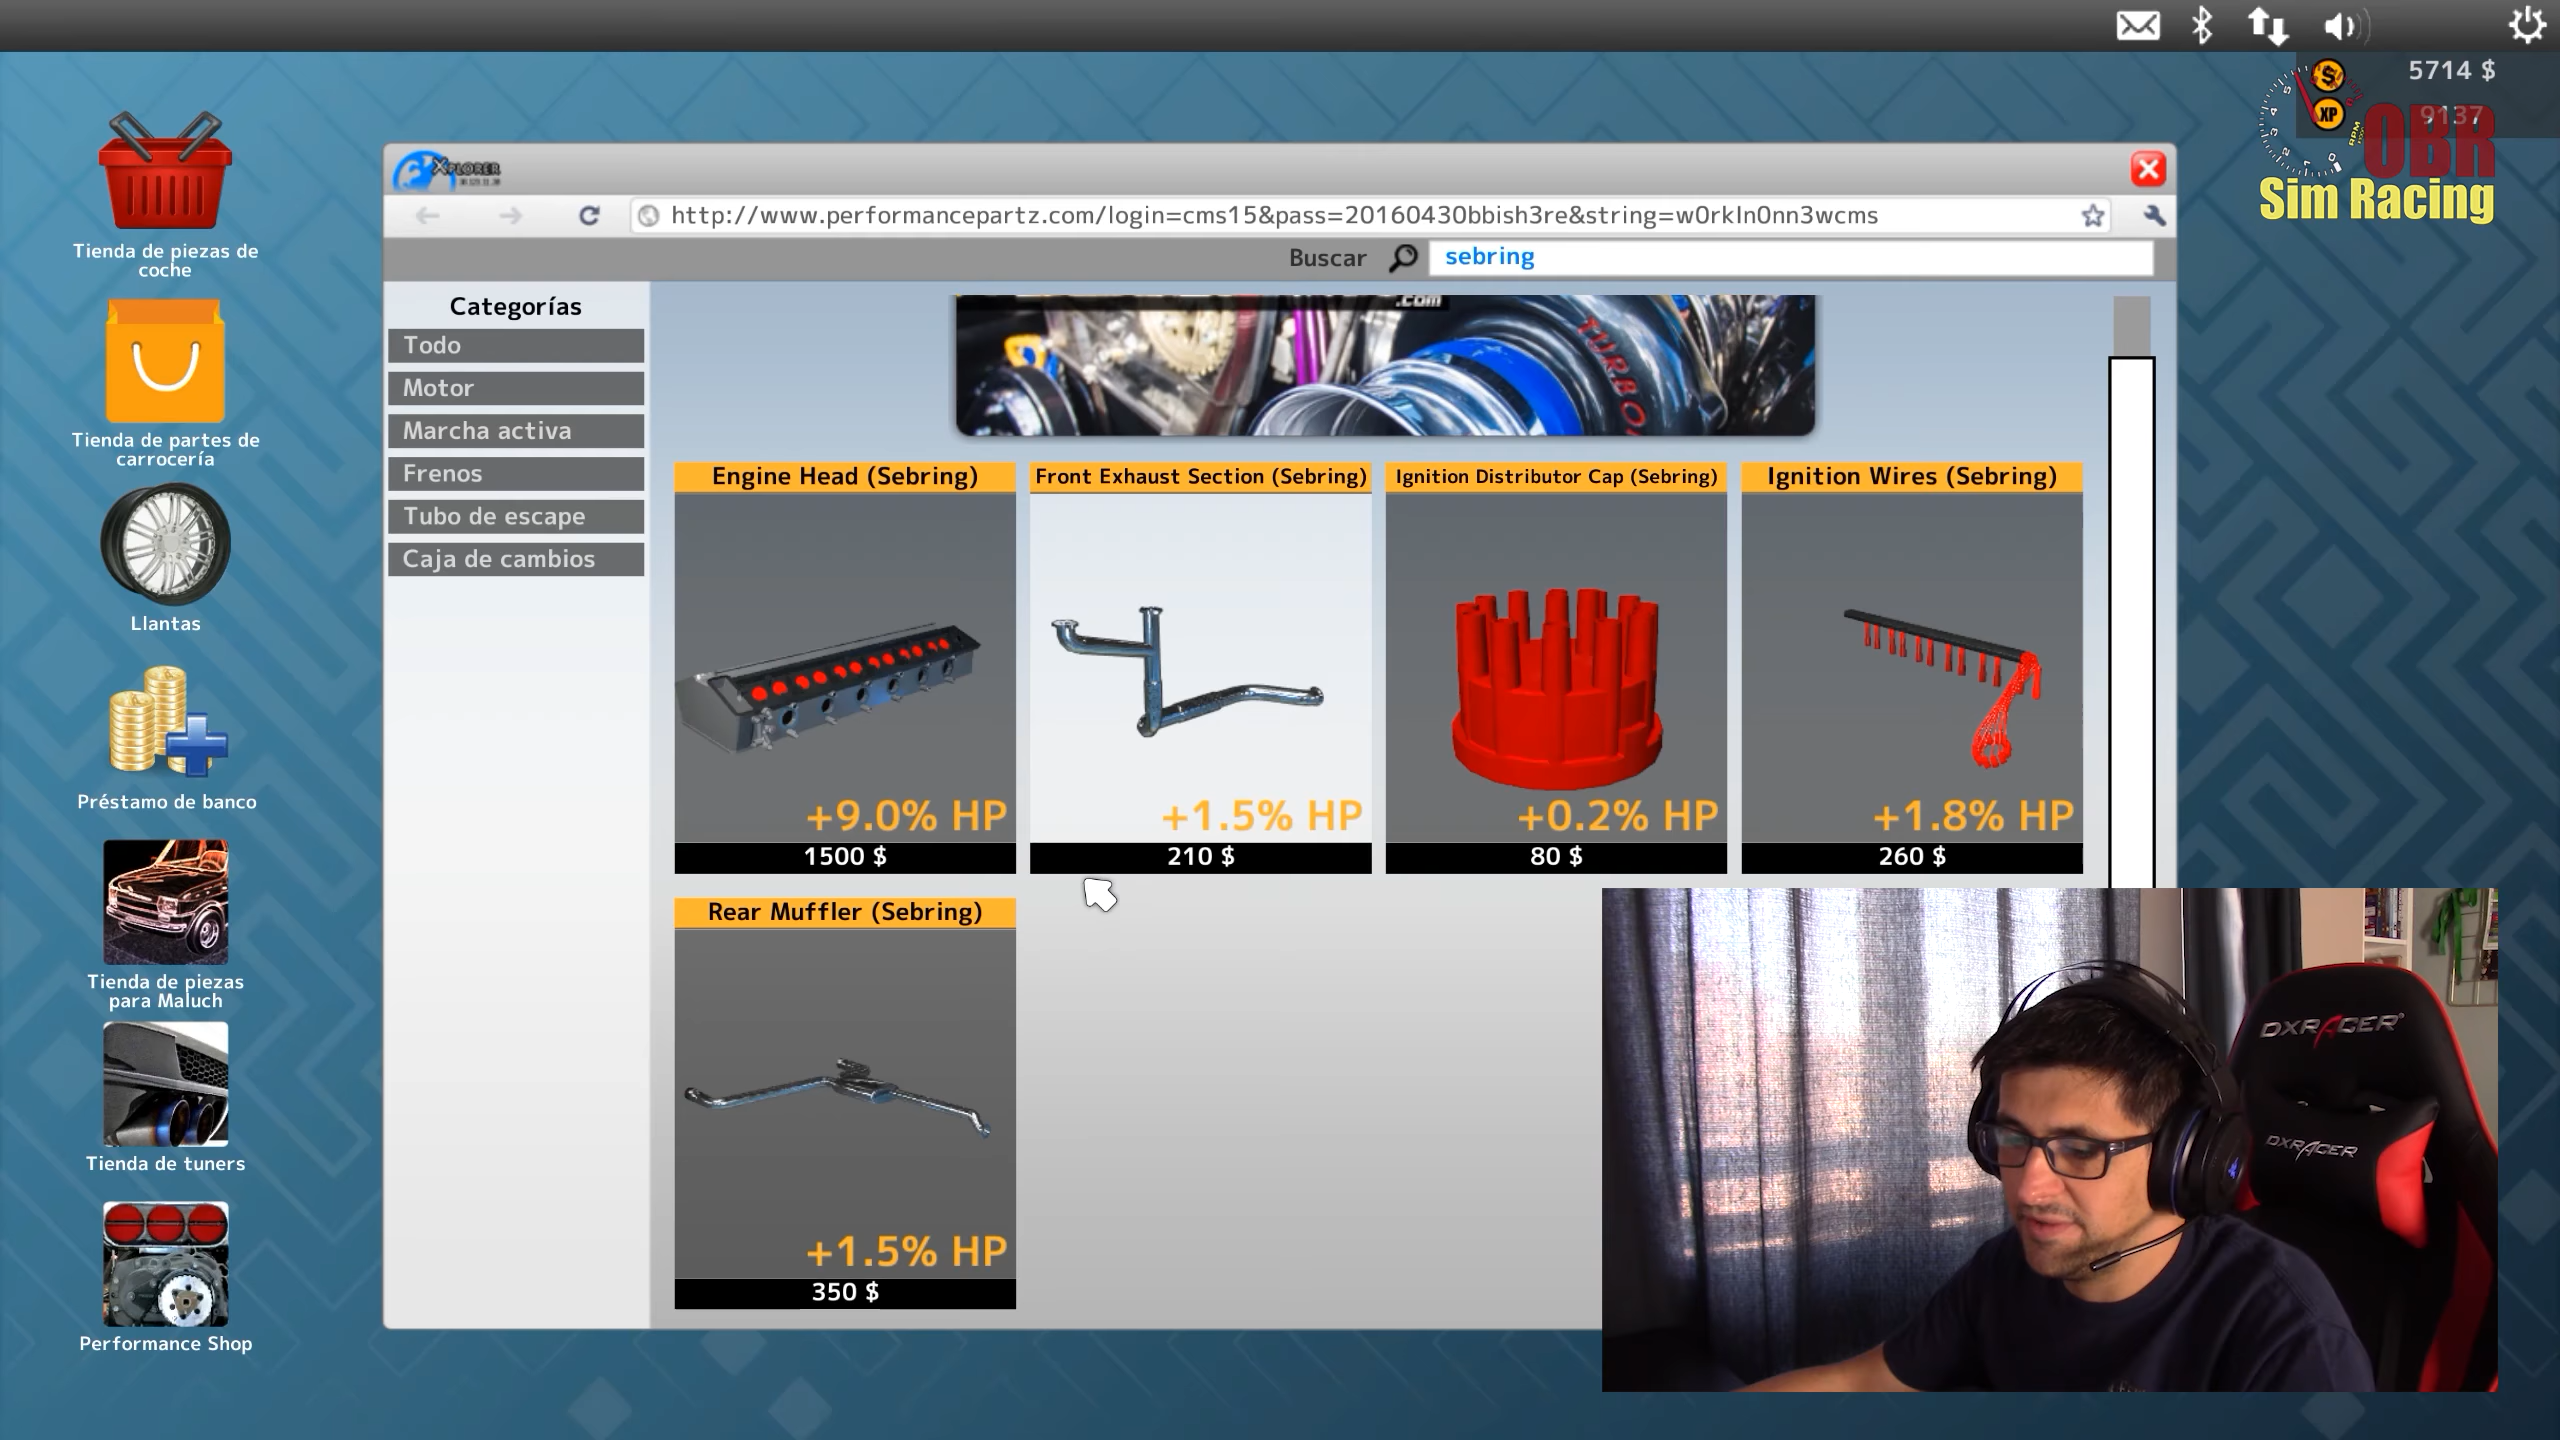 5714 $
9137
OBR
Sim Racing
XPLORER
http://www.performancepartz.com/login=cms15&pass=20160430bbish3re&string=w0rkIn0nn3wcms
Buscar
sebring
Tienda de piezas de
coche
Tienda de partes de
carrocería
Llantas
Préstamo de banco
Tienda de piezas
para Maluch
Tienda de tuners
Performance Shop
Categorías
Todo
Motor
Marcha activa
Frenos
Tubo de escape
Caja de cambios
.com
TURBO
Engine Head (Sebring)
+9.0% HP
1500 $
Front Exhaust Section (Sebring)
+1.5% HP
210 $
Ignition Distributor Cap (Sebring)
+0.2% HP
80 $
Ignition Wires (Sebring)
+1.8% HP
260 $
Rear Muffler (Sebring)
+1.5% HP
350 $
DXRACER
DXRACER